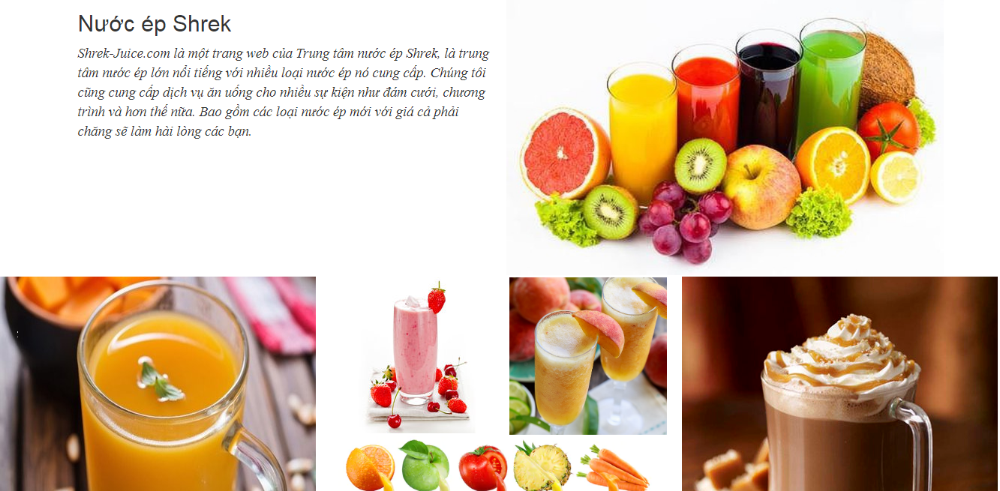 Nước ép Shrek
Shrek-Juice.com là một trang web của Trung tâm nước ép Shrek, là trung
tâm nước ép lớn nổi tiếng với nhiều loại nước ép nó cung cấp. Chúng tôi
cũng cung cấp dịch vụ ăn uống cho nhiều sự kiện như đám cưới, chương
trình và hơn thế nữa. Bao gồm các loại nước ép mới với giá cả phải
chăng sẽ làm hài lòng các bạn.